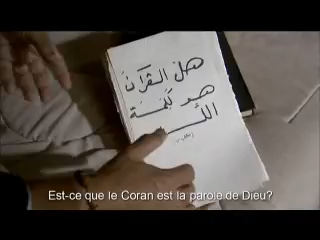 هل القرآن
هو كلمة
الله
Est-ce que le Coran est la parole de Dieu?